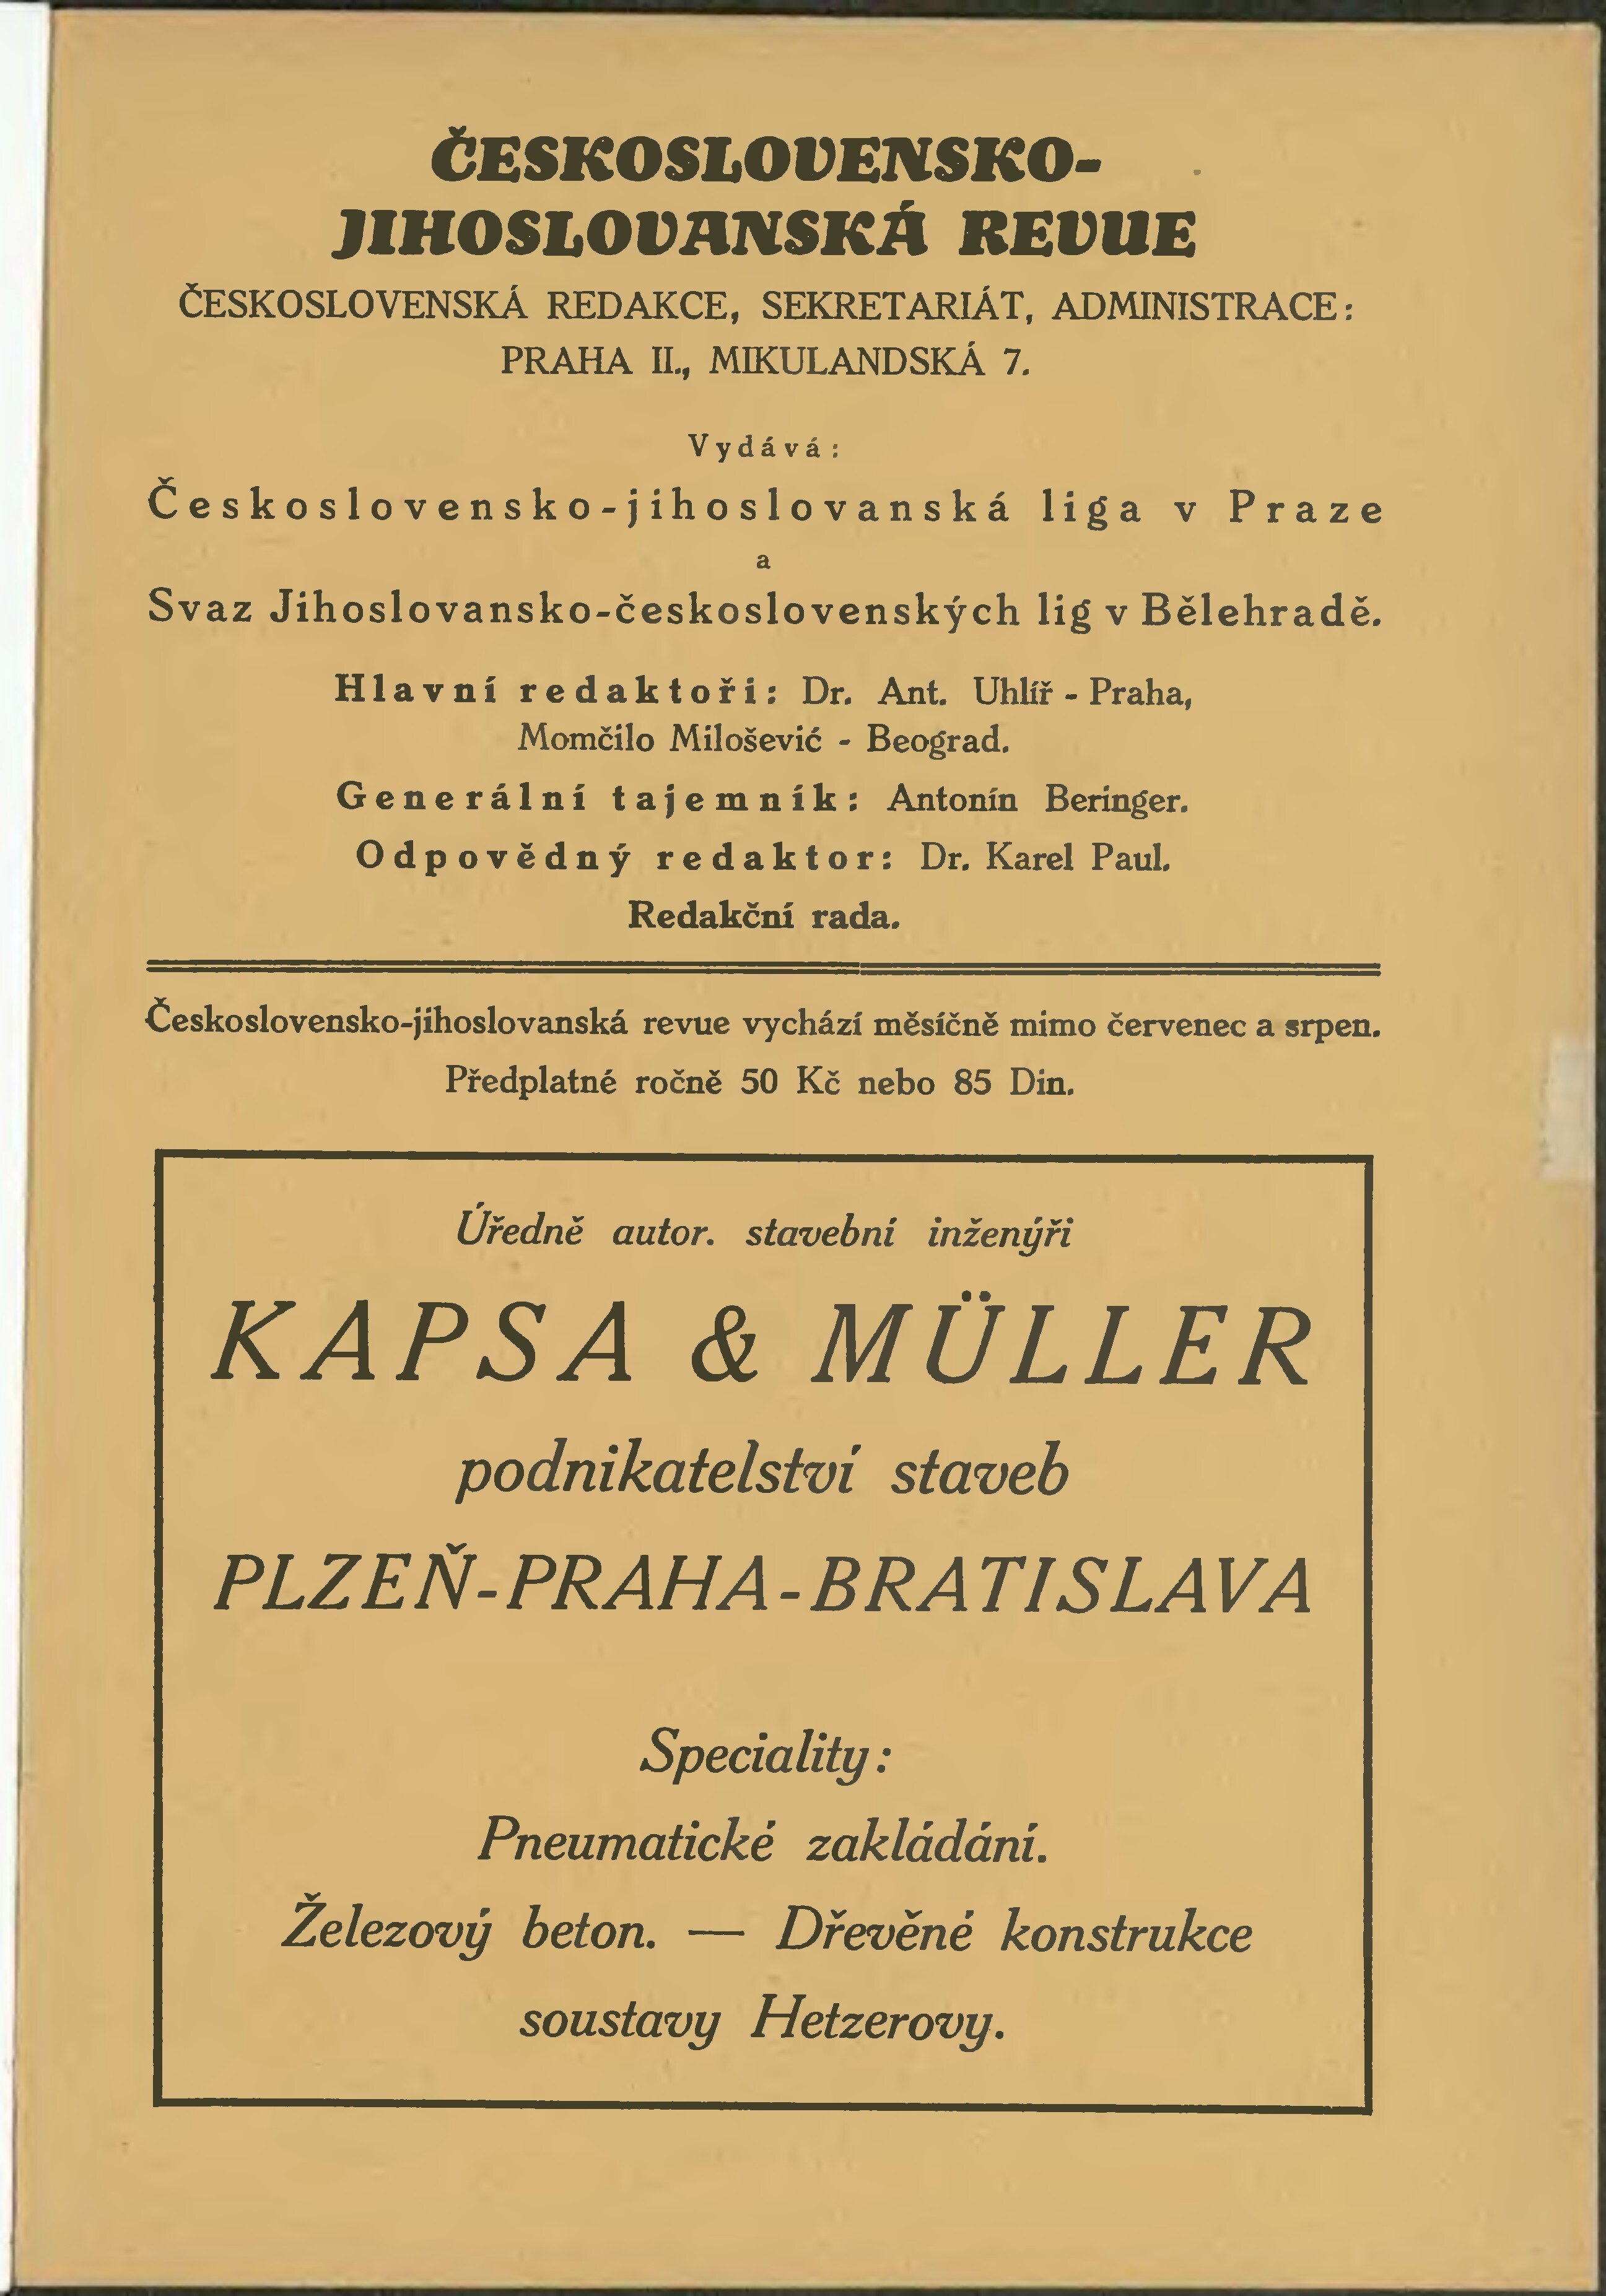 ČESKOSLOVENSKO-
JIHOSLOVANSKÁ REVUE
ČESKOSLOVENSKÁ REDAKCE, SEKRETARIÁT, ADMINISTRACE:
PRAHA II., MIKULANDSKÁ 7.
Vydává:
Československo-jihoslovanská liga v Praze
a
Svaz Jihoslovansko-československých lig v Bělehradě.
Hlavní redaktoři: Dr. Ant. Uhlíř - Praha,
Momčilo Milošević - Beograd.
Generální tajemník: Antonín Beringer.
Odpovědný redaktor: Dr. Karel Paul.
Redakční rada.
Československo-jihoslovanská revue vychází měsíčně mimo červenec a srpen.
Předplatné ročně 50 Kč nebo 85 Din.
Úředně autor. stavební inženýři
KAPSA & MÜLLER
podnikatelství staveb
PLZEŇ-PRAHA-BRATISLAVA
Speciality:
Pneumatické zakládání.
Železový beton. — Dřevěné konstrukce
soustavy Hetzerovy.